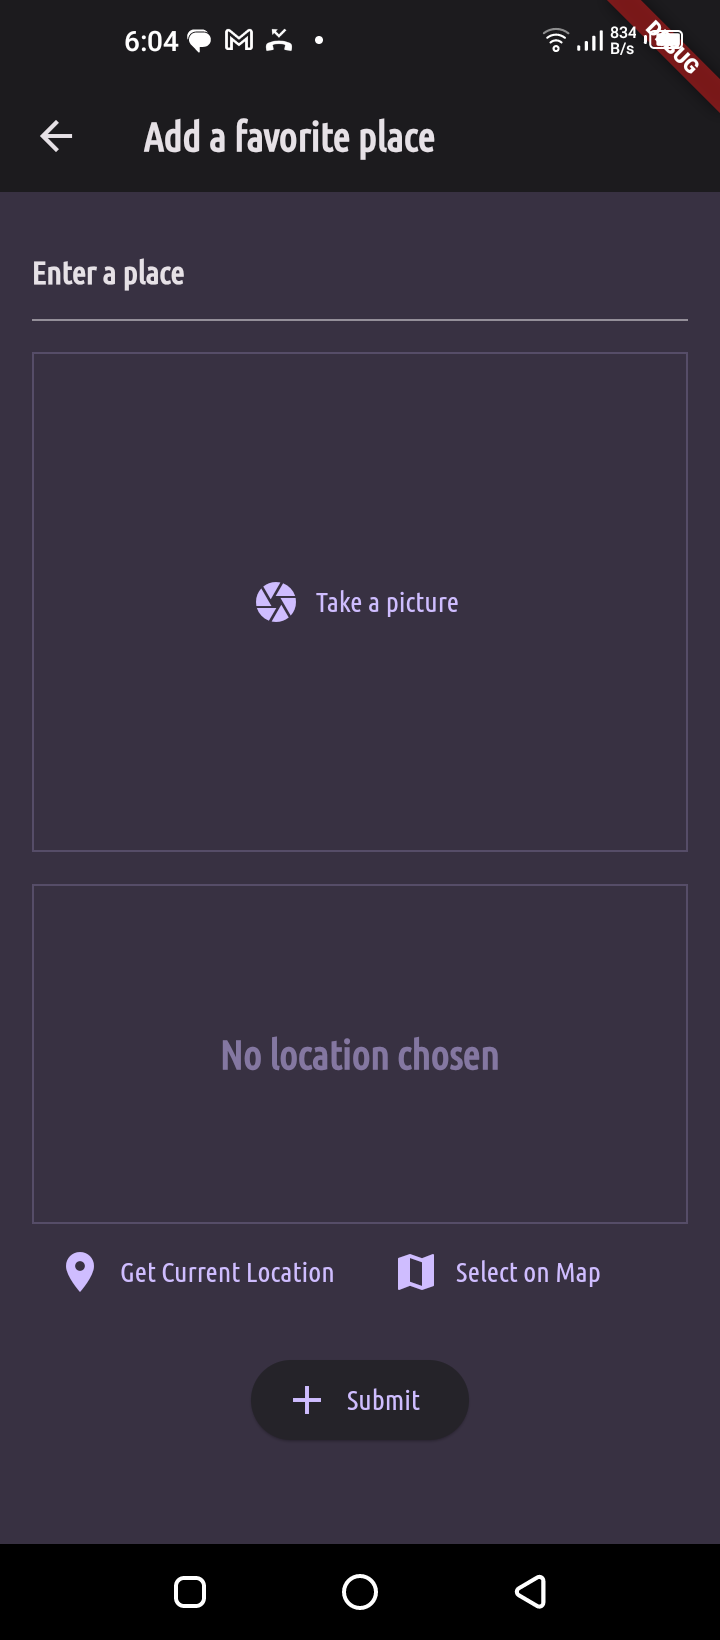 6:04
834
B/s
DEBUG
Add a favorite place
Enter a place
Take a picture
No location chosen
Get Current Location
Select on Map
Submit